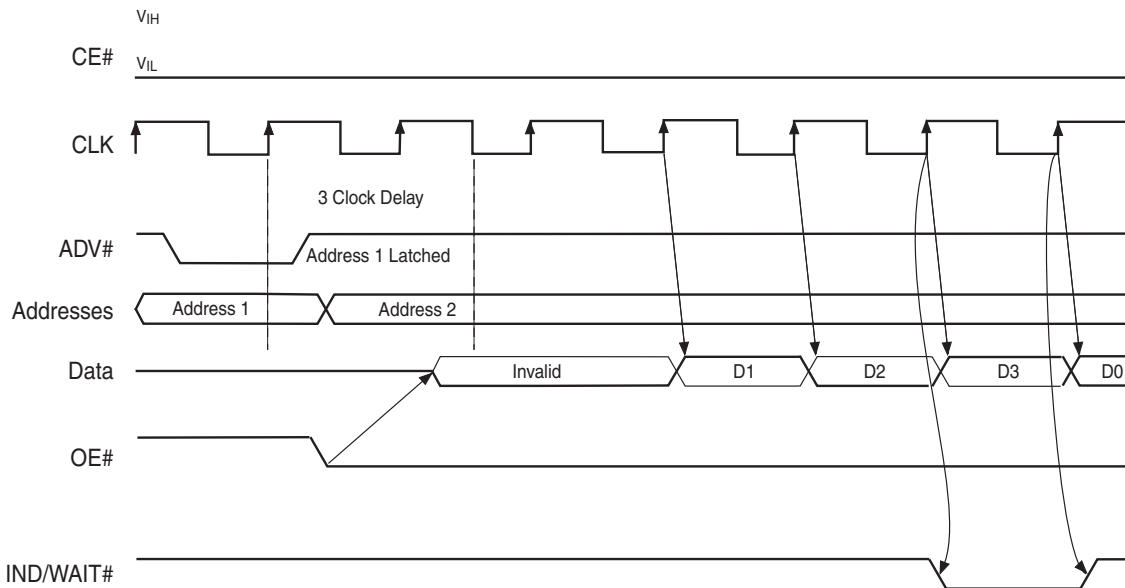 VIH
CE#
VIL
CLK
3 Clock Delay
ADV#
Address 1 Latched
Addresses
Address 1
Address 2
Data
Invalid
D1
D2
D3
D0
OE#
IND/WAIT#